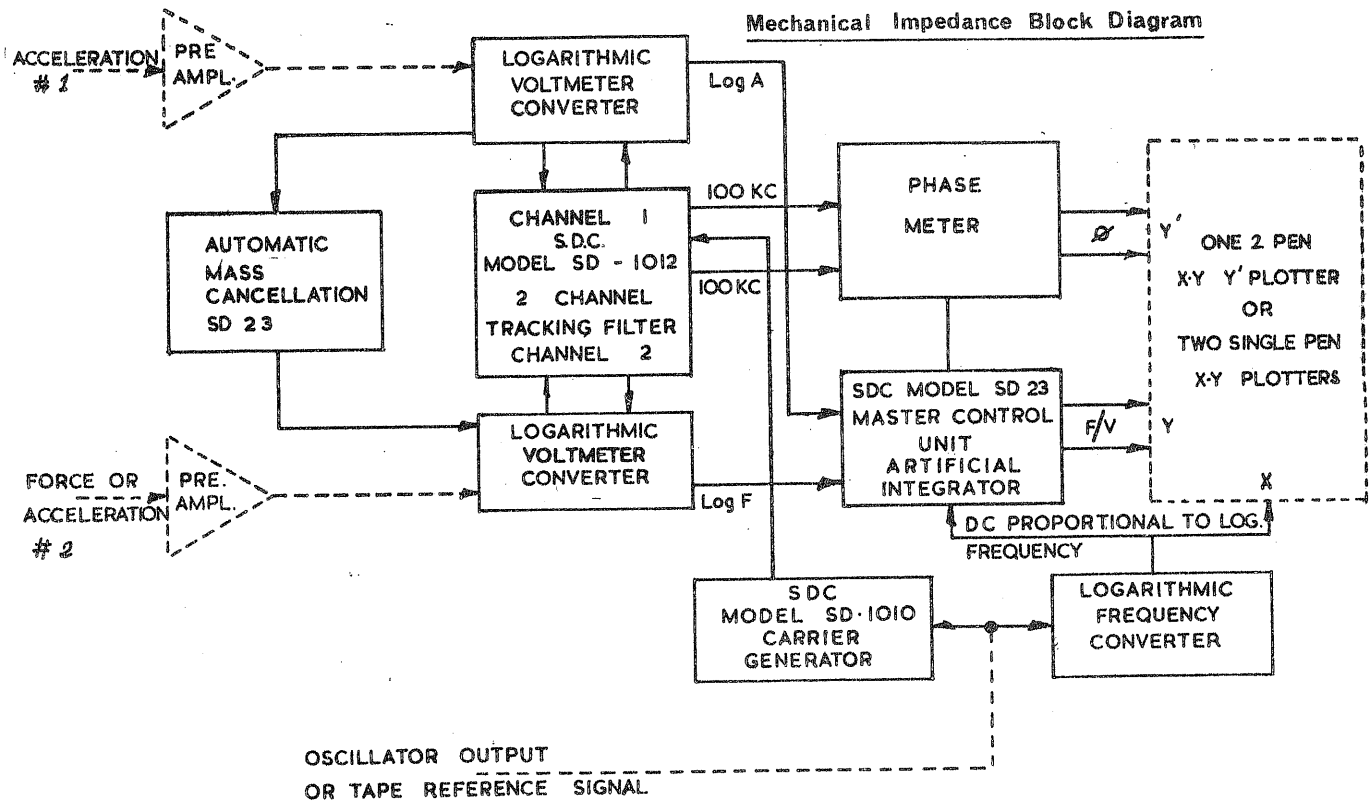 Mechanical Impedance Block Diagram
ACCELERATION
# 1
PRE
AMPL.
LOGARITHMIC
VOLTMETER
CONVERTER
Log A
AUTOMATIC
MASS
CANCELLATION
SD 23
CHANNEL 1
S.D.C.
MODEL SD - 1012
2 CHANNEL
TRACKING FILTER
CHANNEL 2
100 KC
100 KC
PHASE
METER
Ø
Y'
ONE 2 PEN
X-Y Y' PLOTTER
OR
TWO SINGLE PEN
X-Y PLOTTERS
Y
X
FORCE OR
ACCELERATION
# 2
PRE.
AMPL.
LOGARITHMIC
VOLTMETER
CONVERTER
Log F
SDC MODEL SD 23
MASTER CONTROL
UNIT
ARTIFICIAL
INTEGRATOR
F/V
DC PROPORTIONAL TO LOG.
FREQUENCY
SDC
MODEL SD-1010
CARRIER
GENERATOR
LOGARITHMIC
FREQUENCY
CONVERTER
OSCILLATOR OUTPUT
OR TAPE REFERENCE SIGNAL